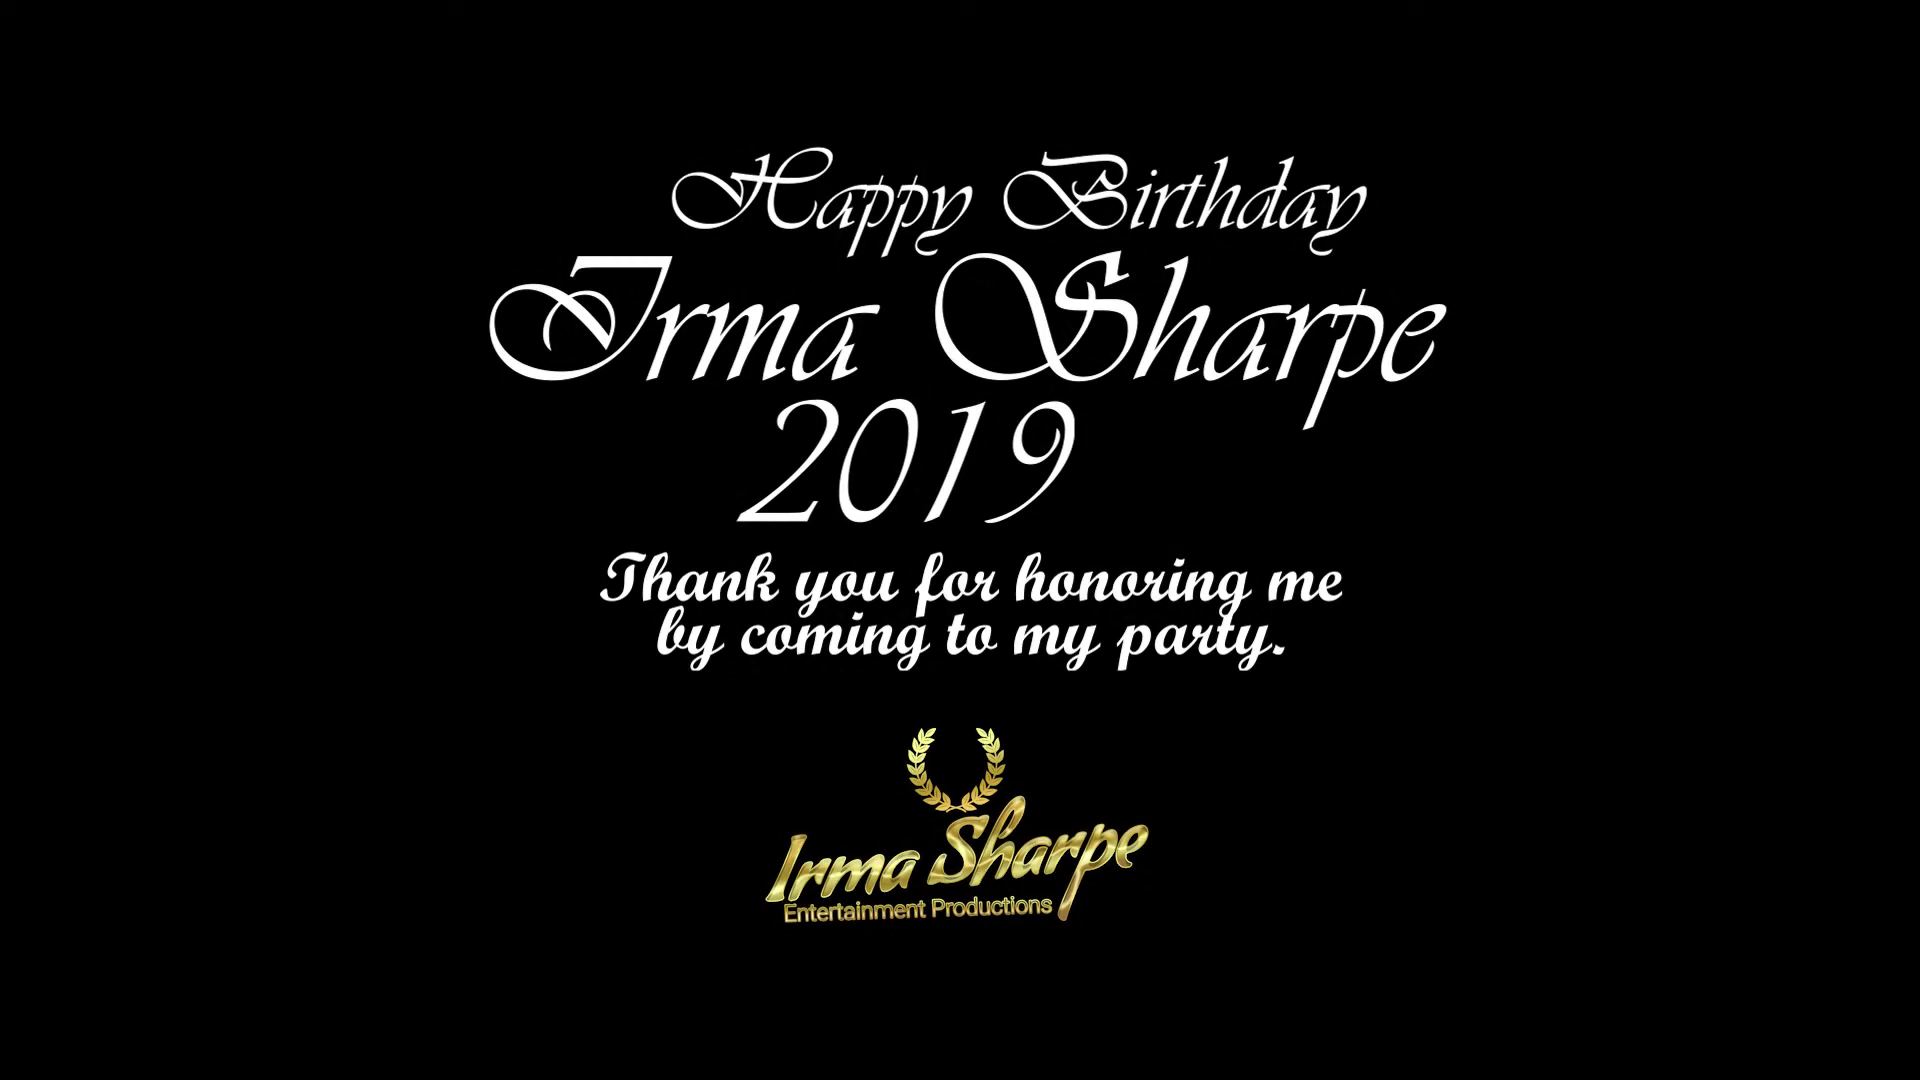 Happy Birthday
Irma Sharpe
2019
Thank you for honoring me
by coming to my party.
Irma Sharpe
Entertainment Productions